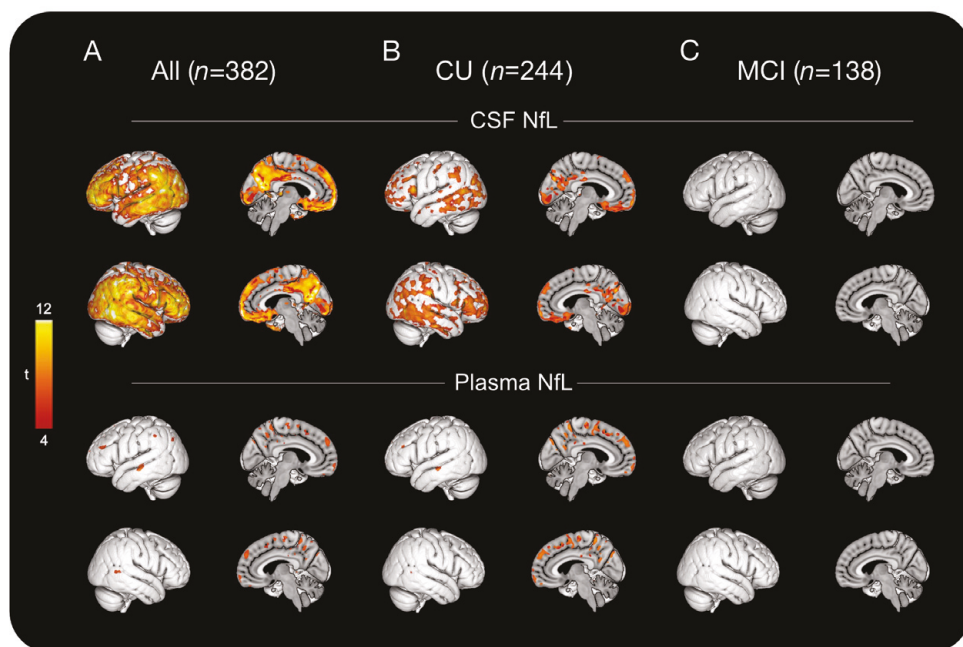 A B C
All (n=382) CU (n=244) MCI (n=138)
CSF NfL
12
t
4
Plasma NfL